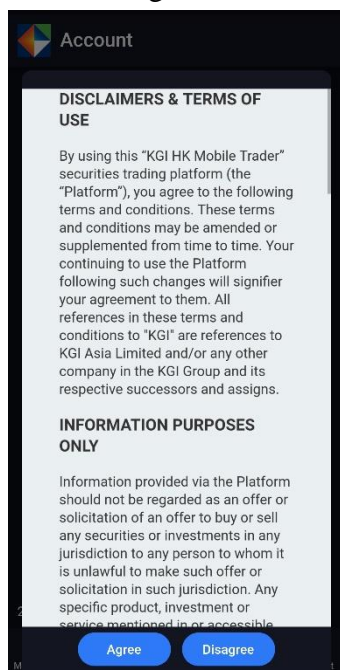 Account
DISCLAIMERS & TERMS OF
USE
By using this “KGI HK Mobile Trader”
securities trading platform (the
“Platform”), you agree to the following
terms and conditions. These terms
and conditions may be amended or
supplemented from time to time. Your
continuing to use the Platform
following such changes will signifier
your agreement to them. All
references in these terms and
conditions to "KGI" are references to
KGI Asia Limited and/or any other
company in the KGI Group and its
respective successors and assigns.
INFORMATION PURPOSES
ONLY
Information provided via the Platform
should not be regarded as an offer or
solicitation of an offer to buy or sell
any securities or investments in any
jurisdiction to any person to whom it
is unlawful to make such offer or
solicitation in such jurisdiction. Any
specific product, investment or
service mentioned in or accessible
Agree Disagree